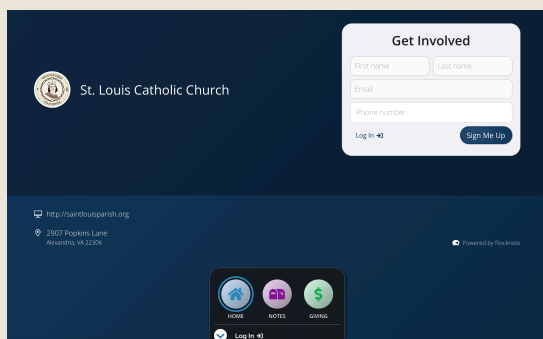 Get Involved
First name
Last name
St. Louis Catholic Church
Email
Phone number
Log In
Sign Me Up
http://saintlouisparish.org
2907 Popkins Lane
Alexandria, VA 22306
Powered by Flocknote
HOME
NOTES
GIVING
Log In